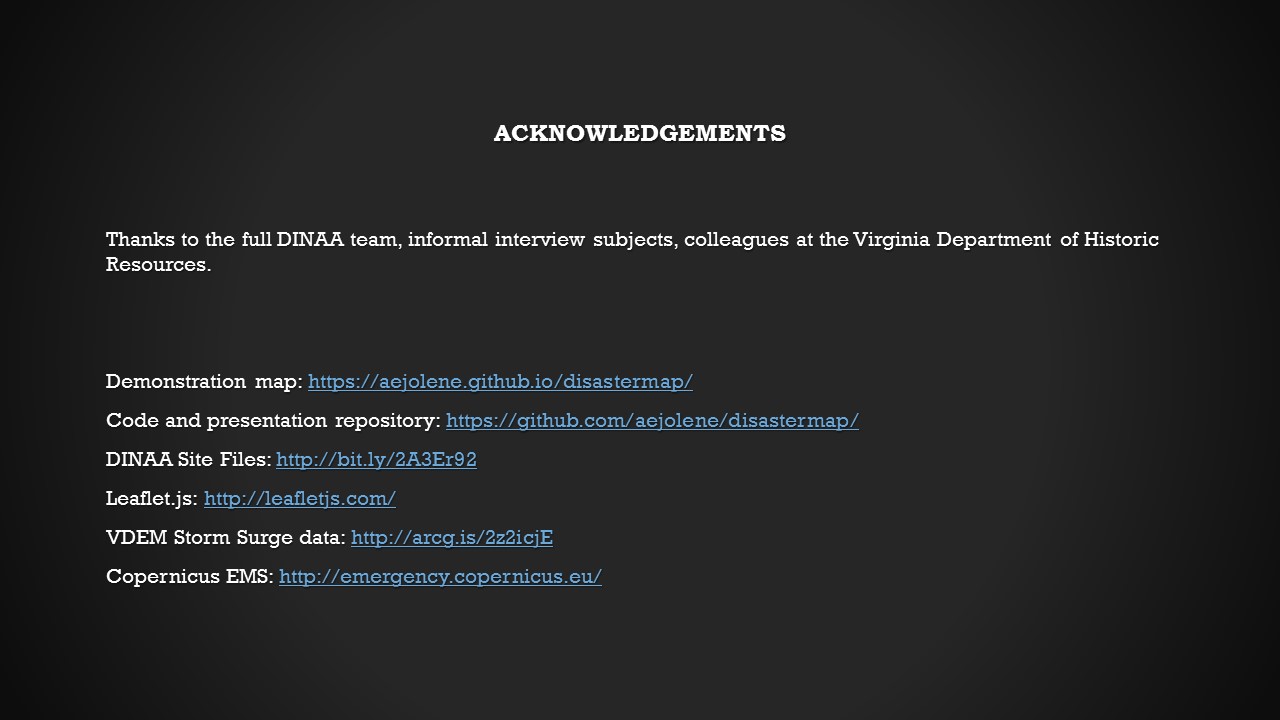 ACKNOWLEDGEMENTS
Thanks to the full DINAA team, informal interview subjects, colleagues at the Virginia Department of Historic
Resources.
Demonstration map: https://aejolene.github.io/disastermap/
Code and presentation repository: https://github.com/aejolene/disastermap/
DINAA Site Files: http://bit.ly/2A3Er92
Leaflet.js: http://leafletjs.com/
VDEM Storm Surge data: http://arcg.is/2z2icjE
Copernicus EMS: http://emergency.copernicus.eu/